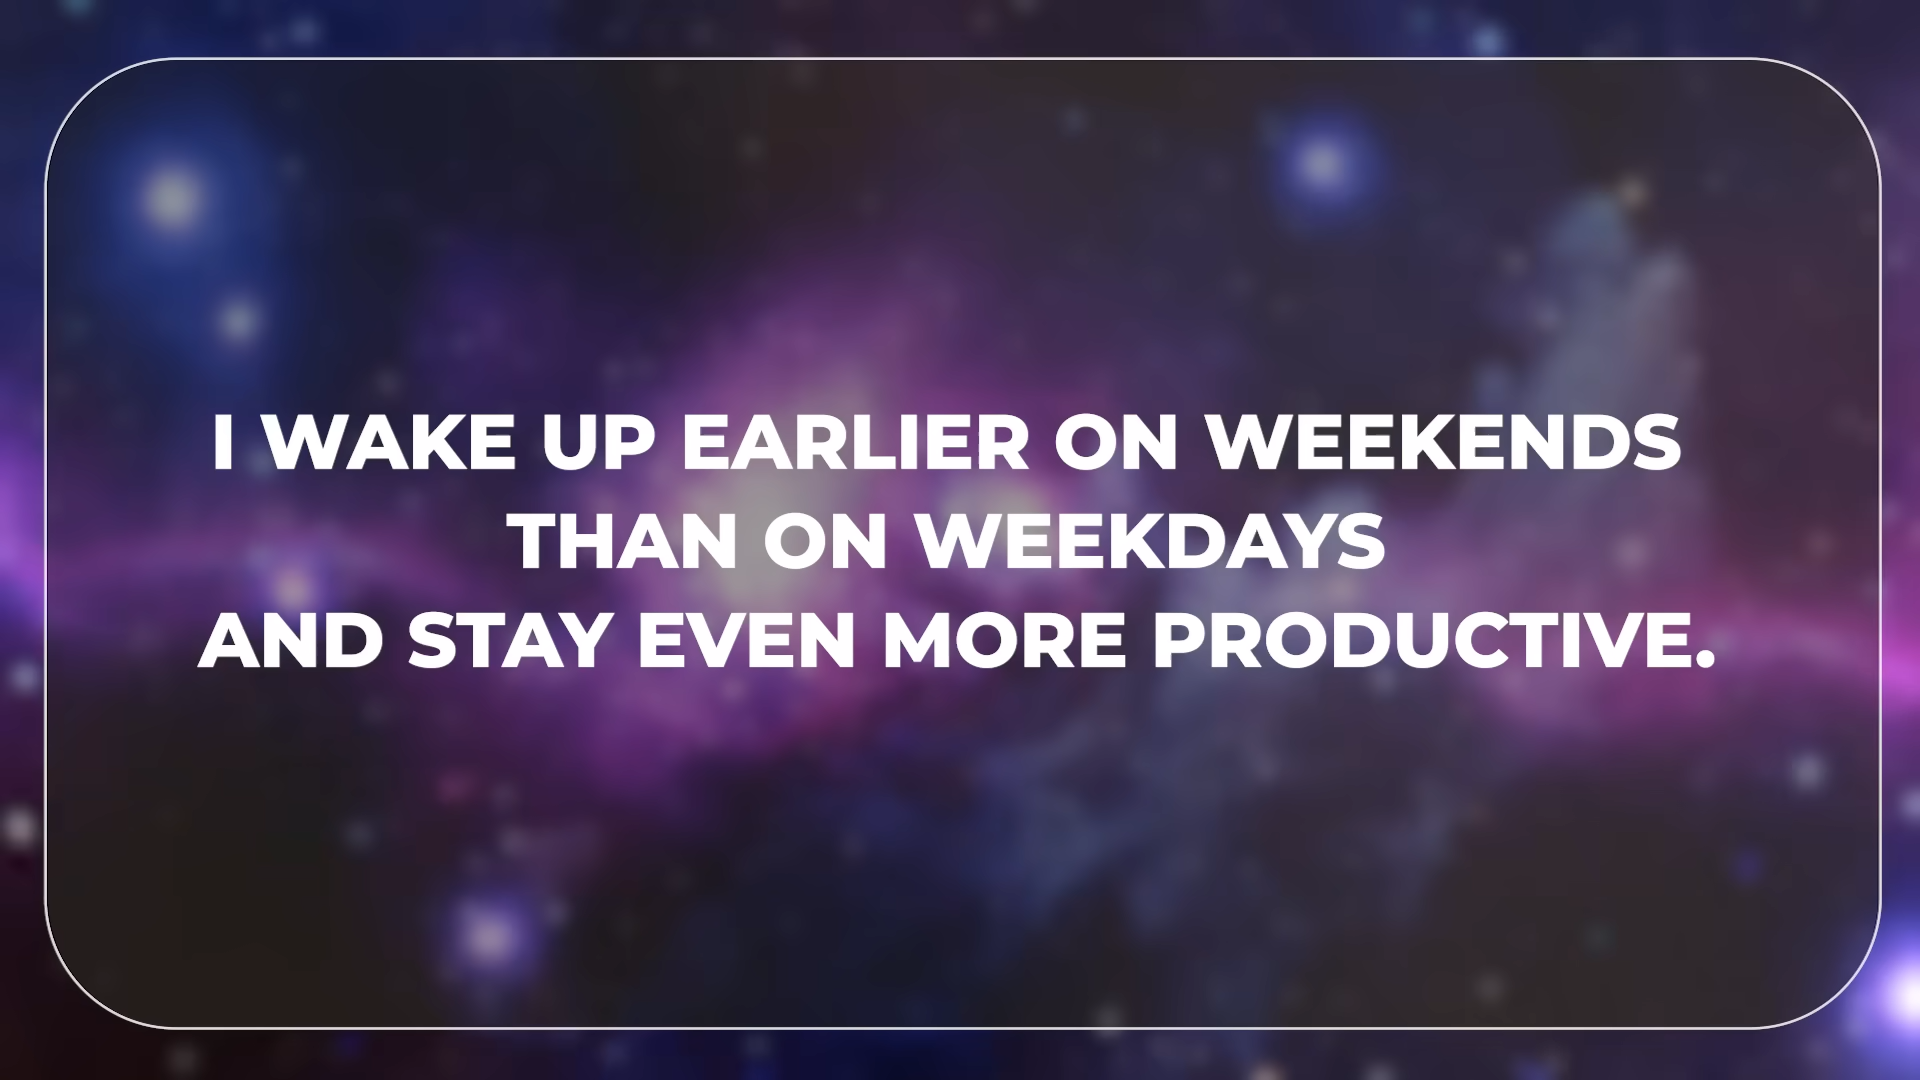 I WAKE UP EARLIER ON WEEKENDS
THAN ON WEEKDAYS
AND STAY EVEN MORE PRODUCTIVE.